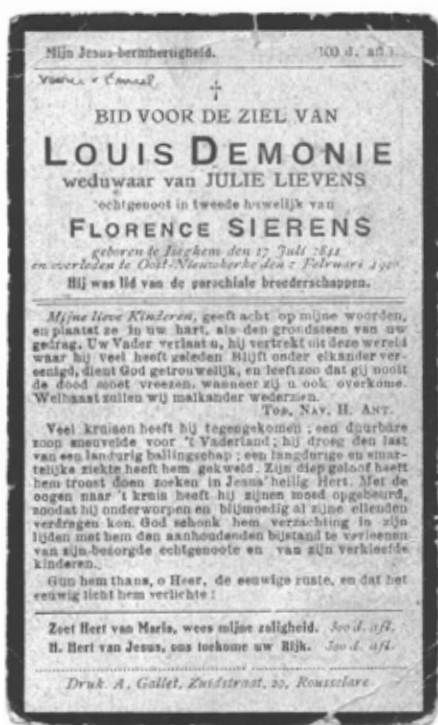 Mijn Jesus bermhertigheid. 100 d. afl.
Vader v
†
BID VOOR DE ZIEL VAN
LOUIS DEMONIE
weduwaar van JULIE LIEVENS
echtgenoot in tweede huwelijk van
FLORENCE SIERENS
geboren te Iseghem den 17 Juli
en overleden te Oost-Nieuwkerke den Februari
Hij was lid van de parochiale broederschappen.
Mijne lieve Kinderen, geeft acht op mijne woorden,
en plaatst ze in uw hart, als den grondsteen van uw
gedrag. Uw Vader verlaat u, hij vertrekt uit deze wereld
waar hij veel heeft geleden. Blijft onder elkander ver-
eenigd, dient God getrouwelijk, en leeft zoo dat gij nooit
de dood moet vreezen, wanneer zij u ook overkome.
Welhaast zullen wij malkander wederzien.
Tob. Nav. H. Ant.
Veel kruisen heeft hij tegengekomen ; een duurbare
zoon sneuvelde voor 't Vaderland ; hij droeg den last
van een landurig ballingschap ; een langdurige en smar-
telijke ziekte heeft hem gekweld. Zijn diep geloof heeft
hem troost doen zoeken in Jesus' heilig Hert. Met de
oogen naar 't kruis heeft hij zijnen moed opgebeurd,
zoodat hij onderworpen en blijmoedig al zijne ellenden
verdragen kon. God schonk hem verzachting in zijn
lijden met hem den aanhoudenden bijstand te verleenen
van zijn bezorgde echtgenoote en van zijn verkleefde
kinderen.
Gun hem thans, o Heer, de eeuwige ruste, en dat het
eeuwig licht hem verlichte !
Zoet Hert van Maria, wees mijne zaligheid. 300 d. afl.
H. Hert van Jesus, ons toekome uw Rijk. 300 d. afl.
Druk. A. Gallet, Zuidstraat, 20, Rousselare.